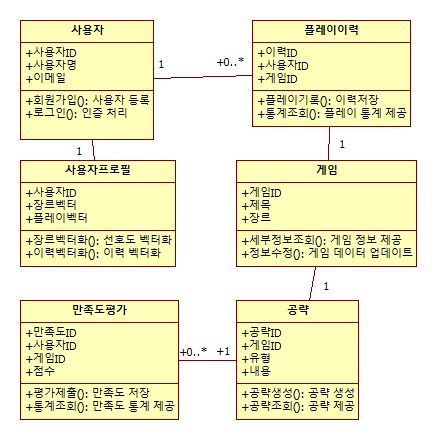 사용자
+사용자ID
+사용자명
+이메일
+회원가입(): 사용자 등록
+로그인(): 인증 처리
1
+0..*
플레이이력
+이력ID
+사용자ID
+게임ID
+플레이기록(): 이력저장
+통계조회(): 플레이 통계 제공
1
1
사용자프로필
+사용자ID
+장르벡터
+플레이벡터
+장르벡터화(): 선호도 벡터화
+이력벡터화(): 이력 벡터화
게임
+게임ID
+제목
+장르
+세부정보조회(): 게임 정보 제공
+정보수정(): 게임 데이터 업데이트
1
만족도평가
+만족도ID
+사용자ID
+게임ID
+점수
+평가제출(): 만족도 저장
+통계조회(): 만족도 통계 제공
+0..*
+1
공략
+공략ID
+게임ID
+유형
+내용
+공략생성(): 공략 생성
+공략조회(): 공략 제공